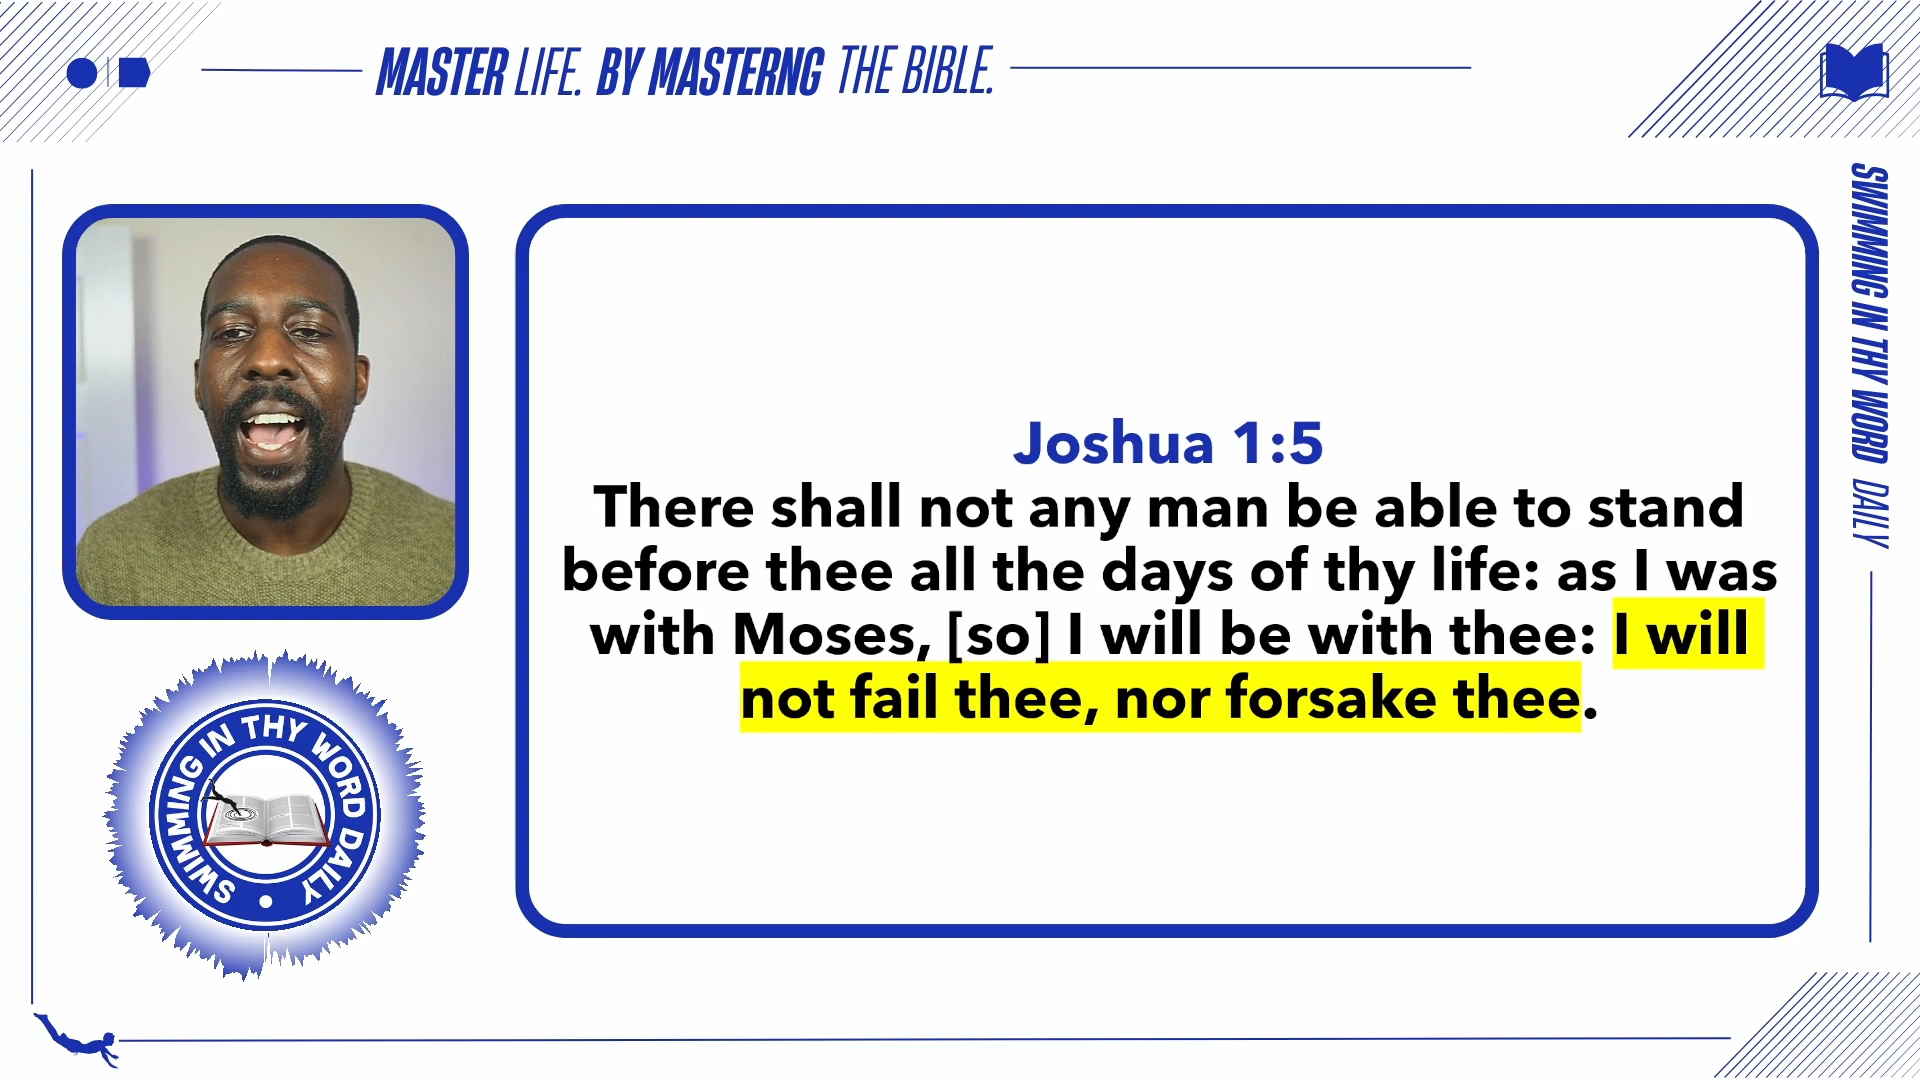 MASTER LIFE. BY MASTERNG THE BIBLE.
SWIMMING IN THY WORD DAILY
Joshua 1:5
There shall not any man be able to stand
before thee all the days of thy life: as I was
with Moses, [so] I will be with thee: I will
not fail thee, nor forsake thee.
SWIMMING IN THY WORD DAILY